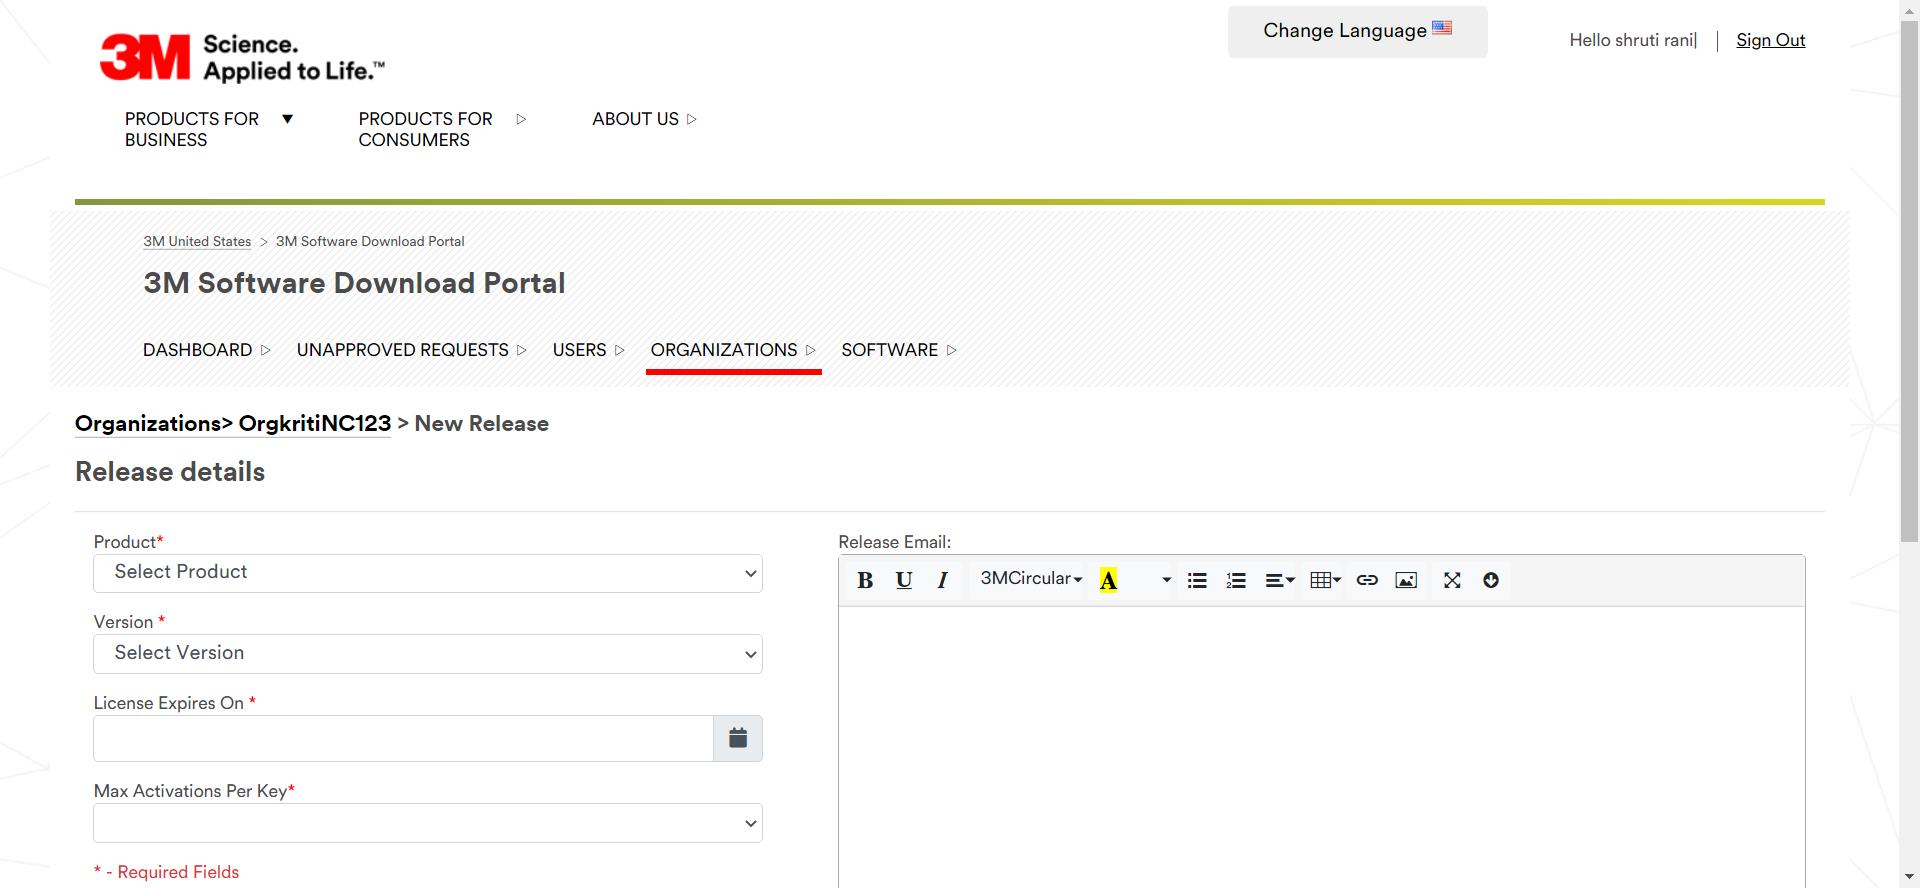 3M Science.
Applied to Life.™
Change Language
Hello shruti rani| | Sign Out
PRODUCTS FOR
BUSINESS
PRODUCTS FOR
CONSUMERS
ABOUT US
3M United States > 3M Software Download Portal
3M Software Download Portal
DASHBOARD UNAPPROVED REQUESTS USERS ORGANIZATIONS SOFTWARE
Organizations> OrgkritiNC123 > New Release
Release details
Product*
Select Product
Version *
Select Version
License Expires On *
Max Activations Per Key*
* - Required Fields
Release Email:
B U I 3MCircular A